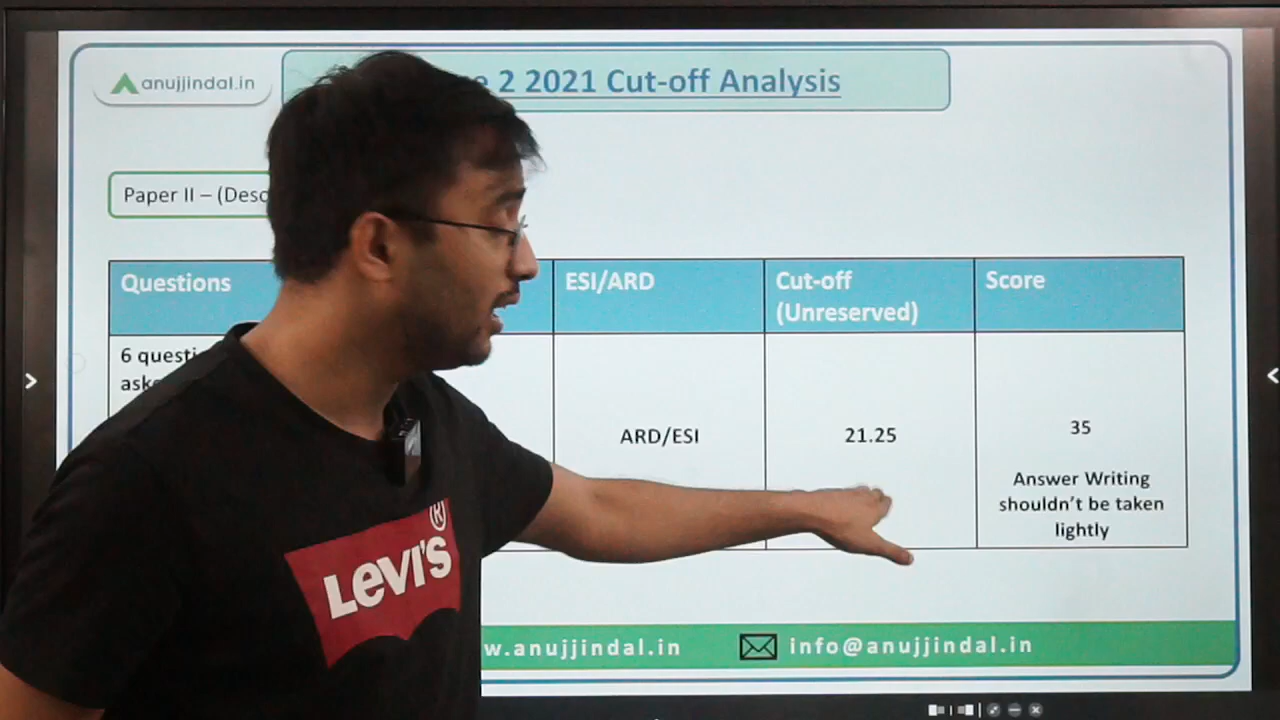 anujjindal.in
2 2021 Cut-off Analysis
Paper II – (Desc
Questions
ESI/ARD
Cut-off
(Unreserved)
Score
6 questi
aske
ARD/ESI
21.25
35
Answer Writing
shouldn't be taken
lightly
LEVI'S
®
w.anujjindal.in
info@anujjindal.in